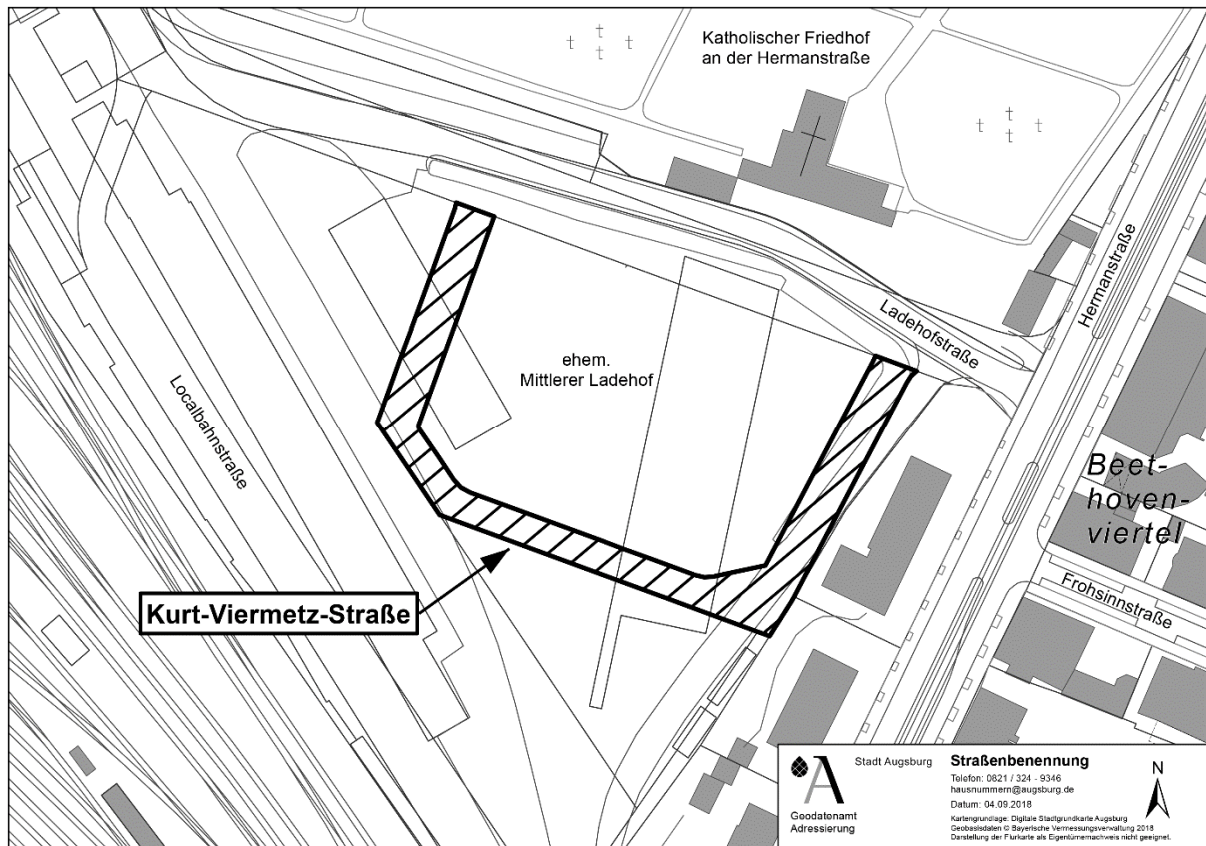 Katholischer Friedhof
an der Hermanstraße
Hermanstraße
Ladehofstraße
ehem.
Mittlerer Ladehof
Localbahnstraße
Beet-
hoven-
viertel
Frohsinnstraße
Kurt-Viermetz-Straße
A
Stadt Augsburg
Geodatenamt
Adressierung
Straßenbenennung
Telefon: 0821 / 324 - 9346
hausnummern@augsburg.de
Datum: 04.09.2018
Kartengrundlage: Digitale Stadtgrundkarte Augsburg
Geobasisdaten © Bayerische Vermessungsverwaltung 2018
Darstellung der Flurkarte als Eigentümernachweis nicht geeignet.
N